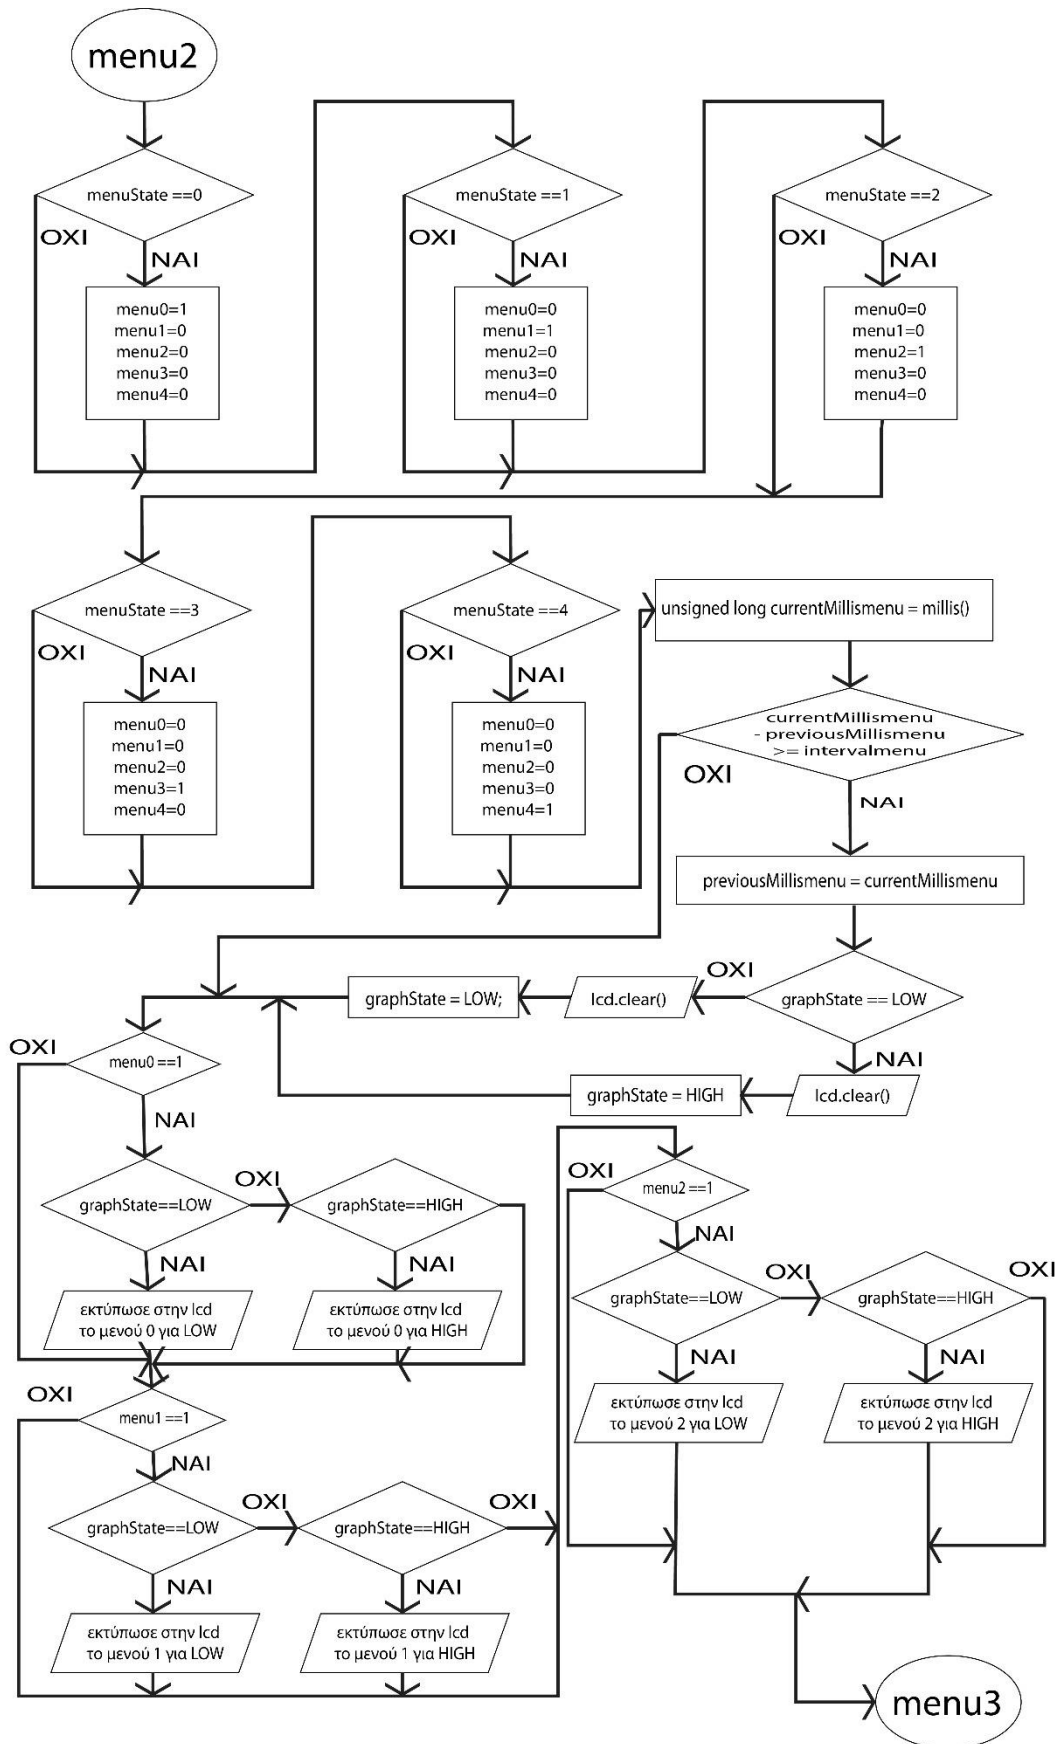 menu2
menuState ==0
OXI
NAI
menu0=1
menu1=0
menu2=0
menu3=0
menu4=0
menuState ==1
OXI
NAI
menu0=0
menu1=1
menu2=0
menu3=0
menu4=0
menuState ==2
OXI
NAI
menu0=0
menu1=0
menu2=1
menu3=0
menu4=0
menuState ==3
OXI
NAI
menu0=0
menu1=0
menu2=0
menu3=1
menu4=0
menuState ==4
OXI
NAI
menu0=0
menu1=0
menu2=0
menu3=0
menu4=1
unsigned long currentMillismenu = millis()
currentMillismenu
- previousMillismenu
>= intervalmenu
OXI
NAI
previousMillismenu = currentMillismenu
graphState == LOW
OXI
lcd.clear()
graphState = LOW;
NAI
lcd.clear()
graphState = HIGH
menu0 ==1
OXI
NAI
graphState==LOW
OXI
graphState==HIGH
NAI
NAI
εκτύπωσε στην lcd
το μενού 0 για LOW
εκτύπωσε στην lcd
το μενού 0 για HIGH
menu1 ==1
OXI
NAI
graphState==LOW
OXI
graphState==HIGH
OXI
NAI
NAI
εκτύπωσε στην lcd
το μενού 1 για LOW
εκτύπωσε στην lcd
το μενού 1 για HIGH
menu2 ==1
OXI
NAI
graphState==LOW
OXI
graphState==HIGH
OXI
NAI
NAI
εκτύπωσε στην lcd
το μενού 2 για LOW
εκτύπωσε στην lcd
το μενού 2 για HIGH
menu3